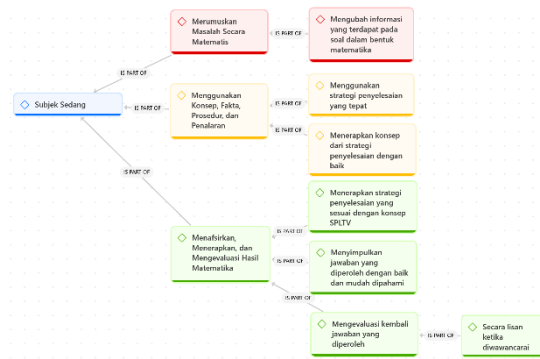 Merumuskan
Masalah Secara
Matematis
IS PART OF
Mengubah informasi
yang terdapat pada
soal dalam bentuk
matematika
IS PART OF
Subjek Sedang
IS PART OF
Menggunakan
Konsep, Fakta,
Prosedur, dan
Penalaran
IS PART OF
Menggunakan
strategi penyelesaian
yang tepat
IS PART OF
Menerapkan konsep
dari strategi
penyelesaian dengan
baik
IS PART OF
Menafsirkan,
Menerapkan, dan
Mengevaluasi Hasil
Matematika
IS PART OF
Menerapkan strategi
penyelesaian yang
sesuai dengan konsep
SPLTV
IS PART OF
Menyimpulkan
jawaban yang
diperoleh dengan baik
dan mudah dipahami
IS PART OF
Mengevaluasi kembali
jawaban yang
diperoleh
IS PART OF
Secara lisan
ketika
diwawancarai